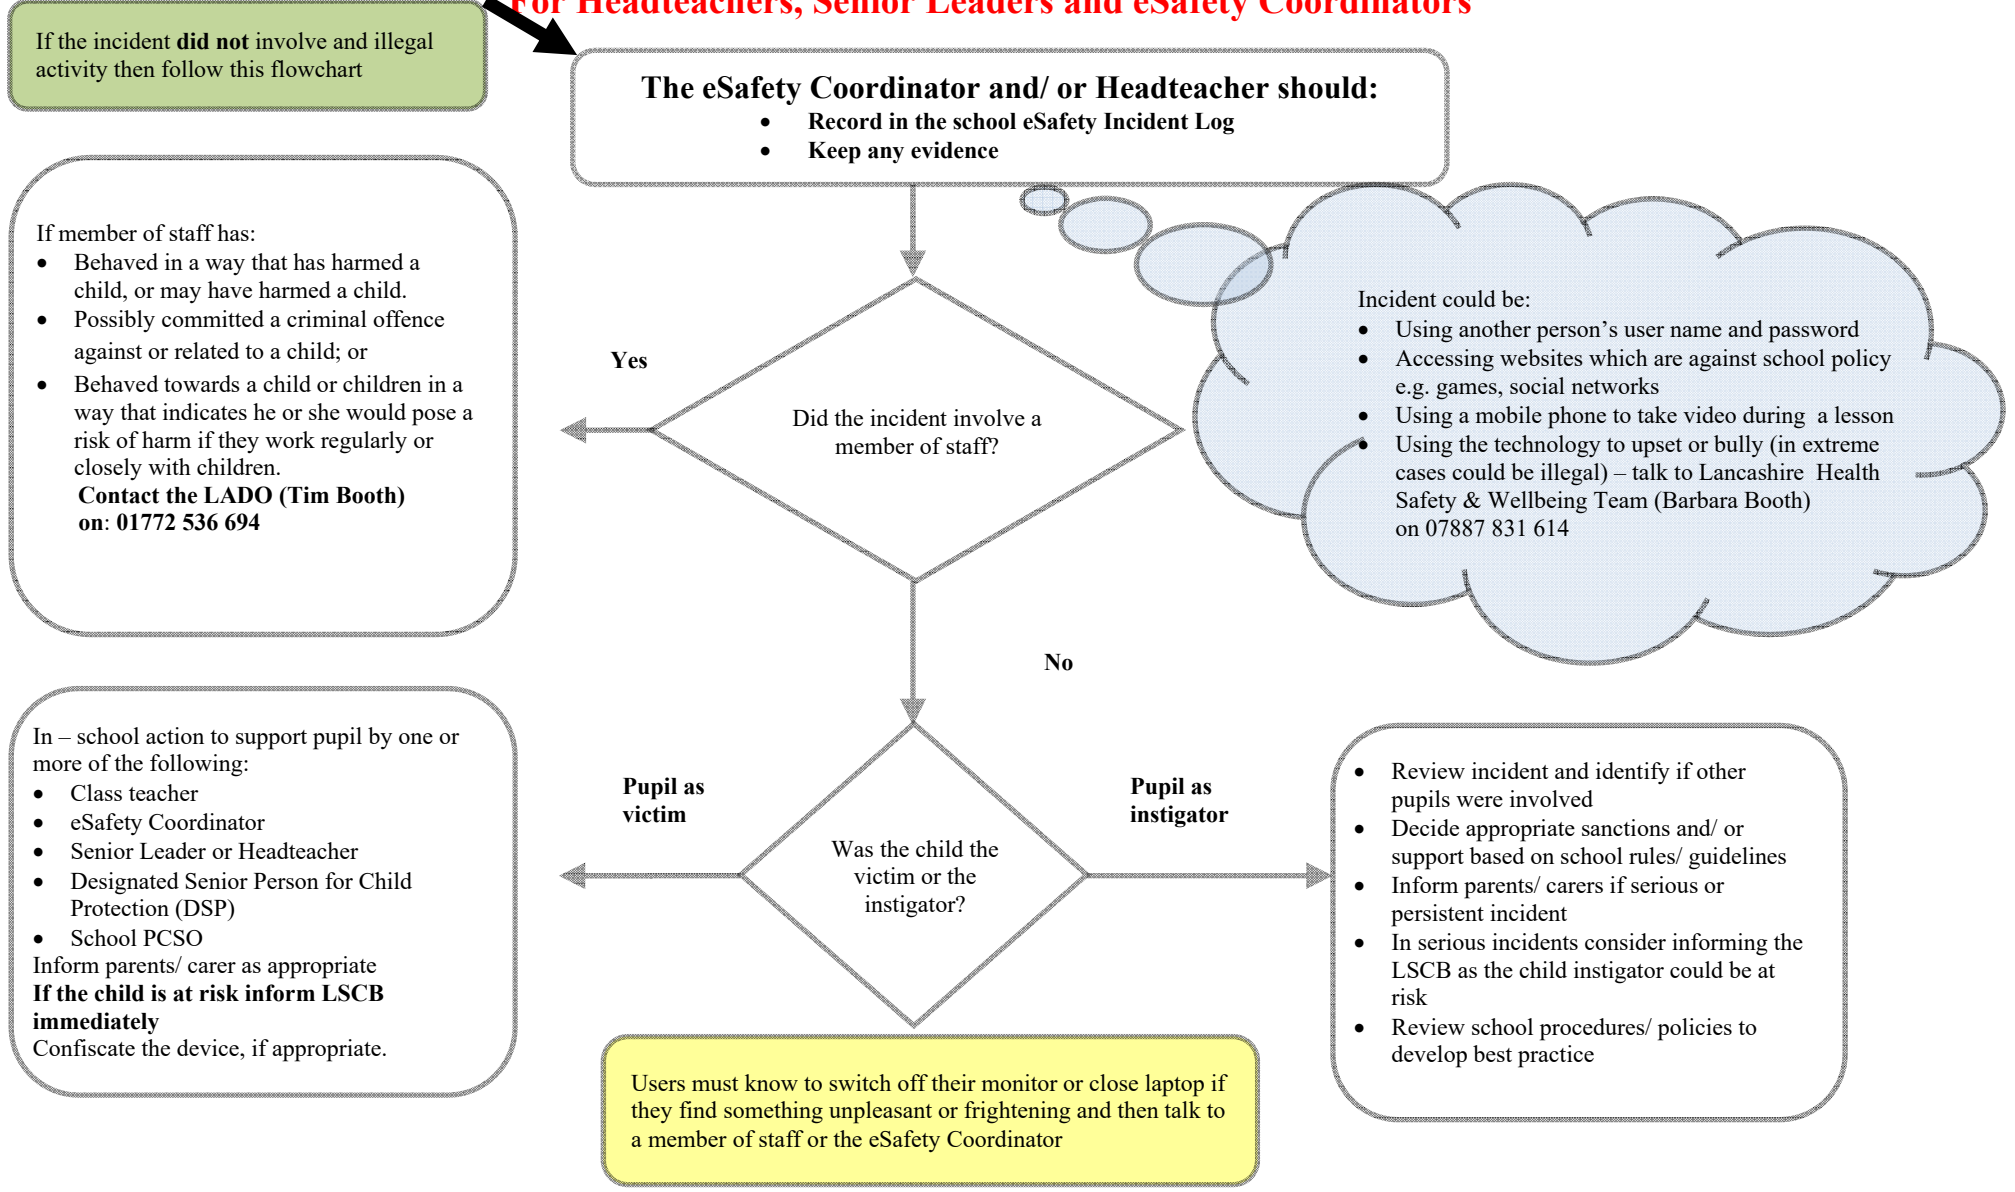 For Headteachers, Senior Leaders and eSafety Coordinators
If the incident did not involve and illegal
activity then follow this flowchart
The eSafety Coordinator and/ or Headteacher should:
• Record in the school eSafety Incident Log
• Keep any evidence
If member of staff has:
• Behaved in a way that has harmed a
child, or may have harmed a child.
• Possibly committed a criminal offence
against or related to a child; or
• Behaved towards a child or children in a
way that indicates he or she would pose a
risk of harm if they work regularly or
closely with children.
Contact the LADO (Tim Booth)
on: 01772 536 694
Yes
Did the incident involve a
member of staff?
Incident could be:
• Using another person's user name and password
• Accessing websites which are against school policy
e.g. games, social networks
• Using a mobile phone to take video during a lesson
• Using the technology to upset or bully (in extreme
cases could be illegal) – talk to Lancashire Health
Safety & Wellbeing Team (Barbara Booth)
on 07887 831 614
No
In – school action to support pupil by one or
more of the following:
• Class teacher
• eSafety Coordinator
• Senior Leader or Headteacher
• Designated Senior Person for Child
Protection (DSP)
• School PCSO
Inform parents/ carer as appropriate
If the child is at risk inform LSCB
immediately
Confiscate the device, if appropriate.
Pupil as
victim
Was the child the
victim or the
instigator?
Pupil as
instigator
• Review incident and identify if other
pupils were involved
• Decide appropriate sanctions and/ or
support based on school rules/ guidelines
• Inform parents/ carers if serious or
persistent incident
• In serious incidents consider informing the
LSCB as the child instigator could be at
risk
• Review school procedures/ policies to
develop best practice
Users must know to switch off their monitor or close laptop if
they find something unpleasant or frightening and then talk to
a member of staff or the eSafety Coordinator